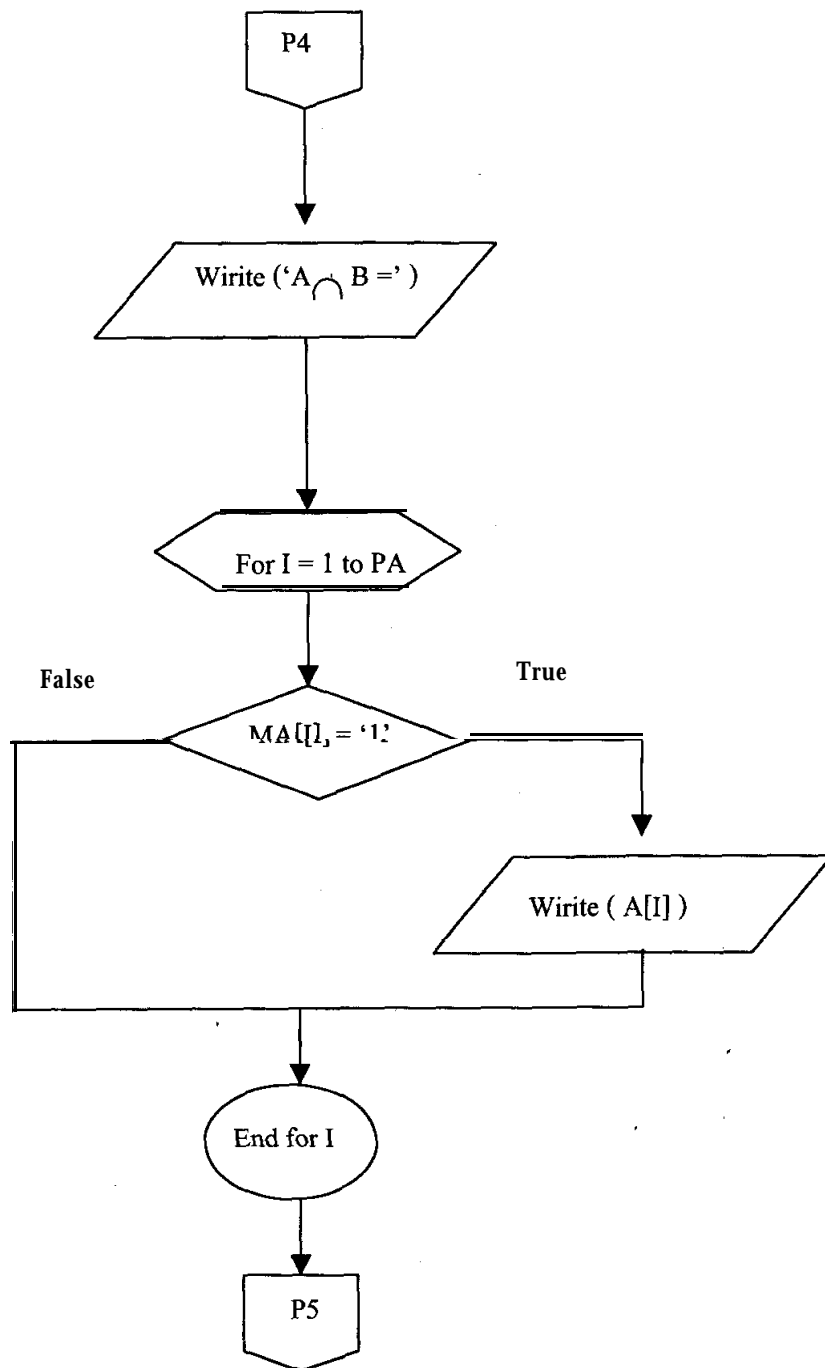 P4
Wirite (‘A ∩ B =’ )
For I = 1 to PA
False
True
MA[I] = ‘1’
Wirite ( A[I] )
End for I
P5